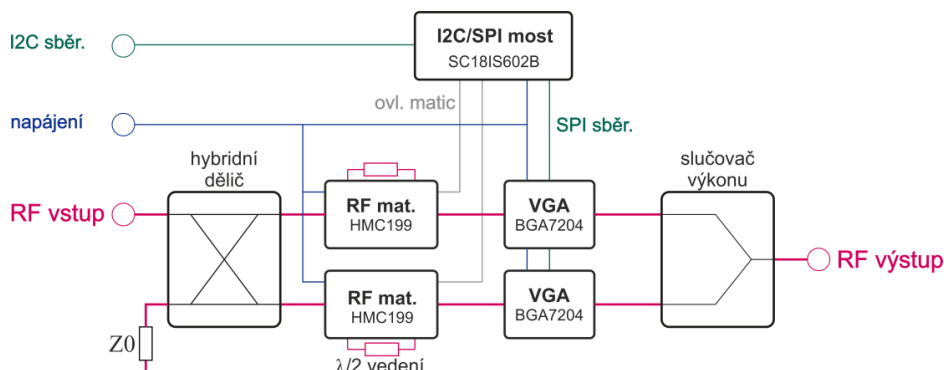 I2C sběr.
I2C/SPI most
SC18IS602B
ovl. matic
napájení
SPI sběr.
hybridní
dělič
slučovač
výkonu
RF vstup
RF mat.
HMC199
VGA
BGA7204
RF výstup
RF mat.
HMC199
VGA
BGA7204
Z0
λ/2 vedení